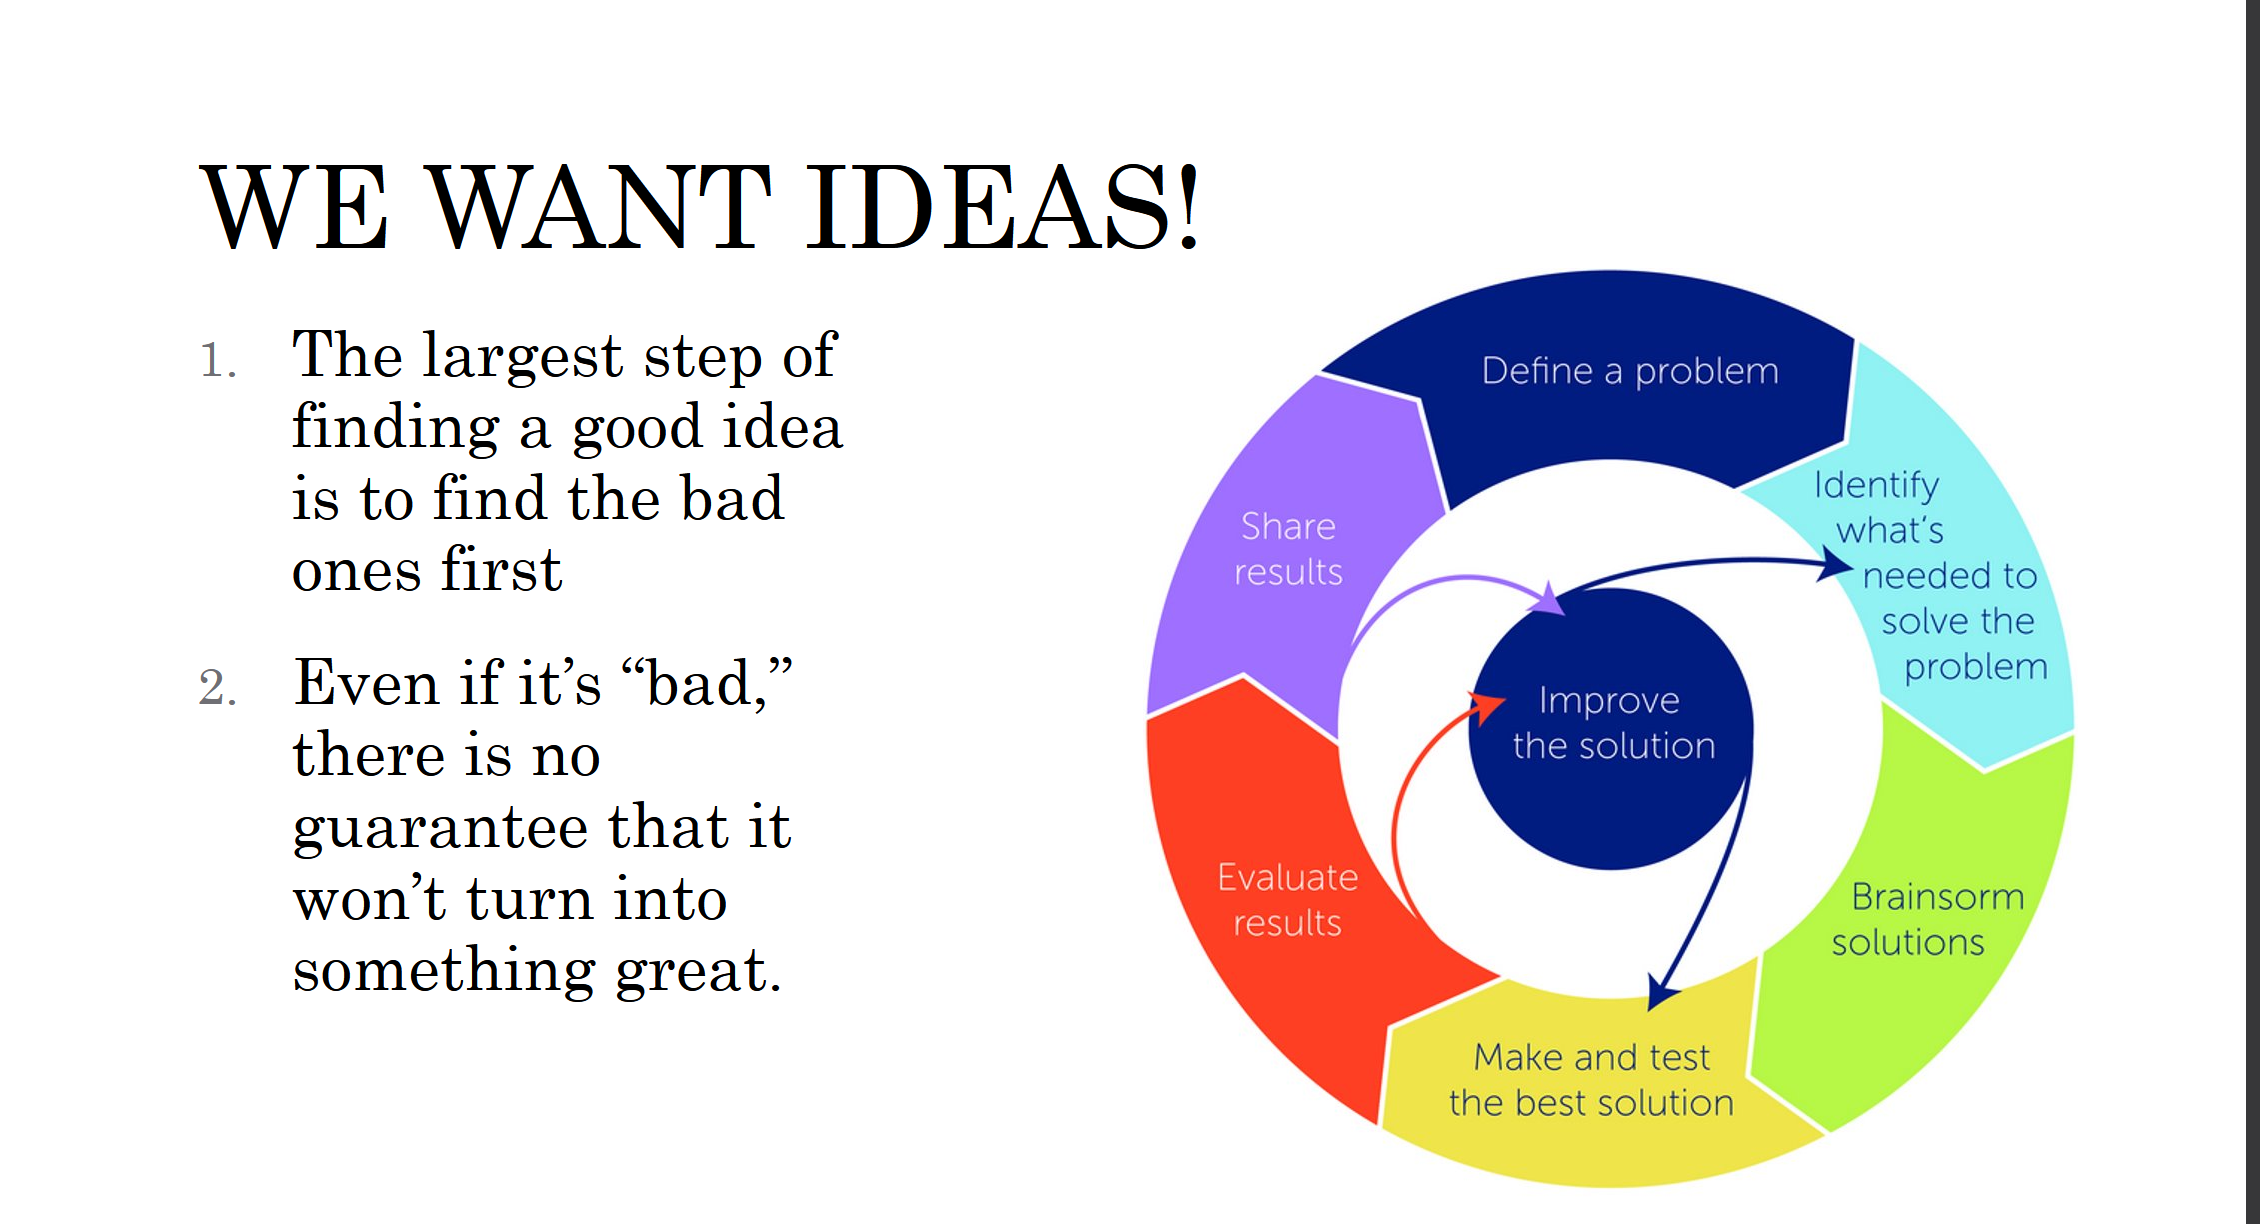 WE WANT IDEAS!
1. The largest step of
finding a good idea
is to find the bad
ones first
2. Even if it’s “bad,”
there is no
guarantee that it
won’t turn into
something great.
Define a problem
Identify
what’s
needed to
solve the
problem
Brainsorm
solutions
Make and test
the best solution
Evaluate
results
Share
results
Improve
the solution